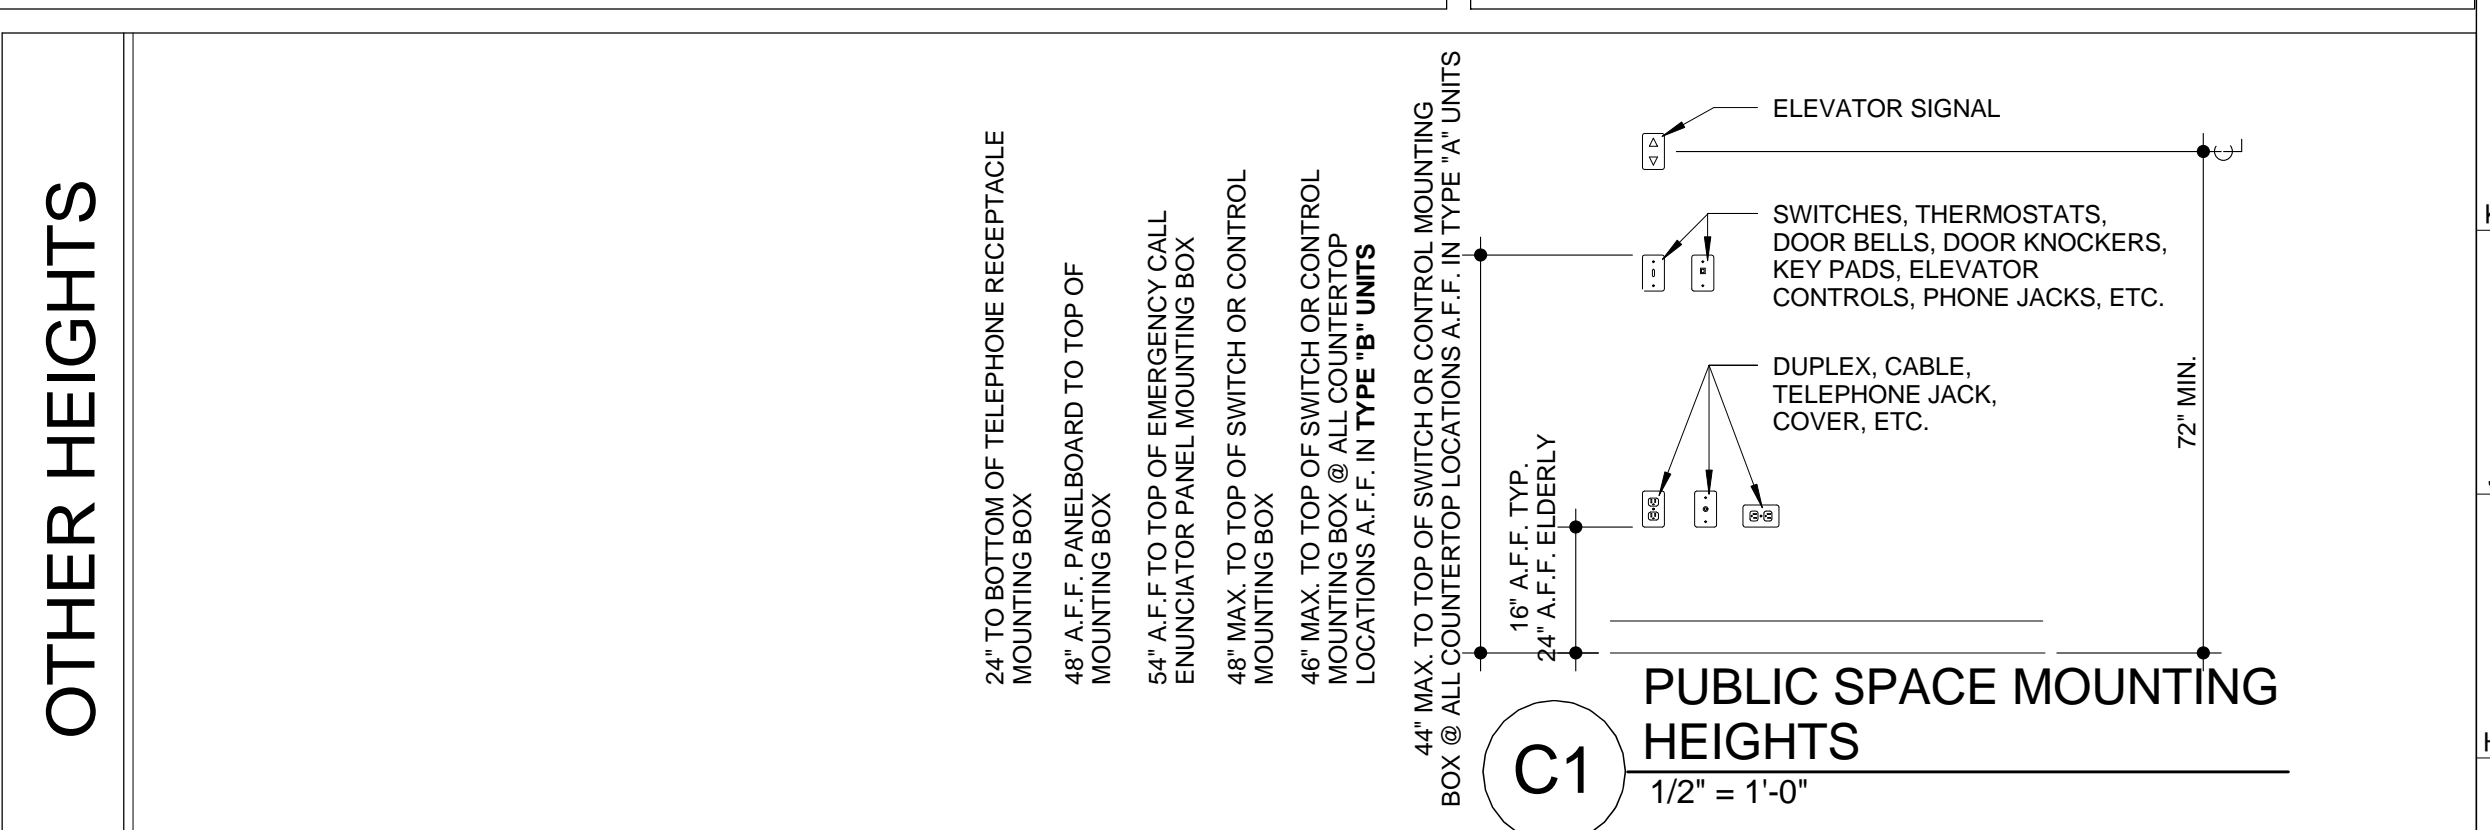 OTHER HEIGHTS
24" TO BOTTOM OF TELEPHONE RECEPTACLE
MOUNTING BOX
48" A.F.F. PANELBOARD TO TOP OF
MOUNTING BOX
54" A.F.F TO TOP OF EMERGENCY CALL
ENUNCIATOR PANEL MOUNTING BOX
48" MAX. TO TOP OF SWITCH OR CONTROL
MOUNTING BOX
46" MAX. TO TOP OF SWITCH OR CONTROL
MOUNTING BOX @ ALL COUNTERTOP
LOCATIONS A.F.F. IN TYPE "B" UNITS
44" MAX. TO TOP OF SWITCH OR CONTROL MOUNTING
BOX @ ALL COUNTERTOP LOCATIONS A.F.F. IN TYPE "A" UNITS
16" A.F.F. TYP.
24" A.F.F. ELDERLY
ELEVATOR SIGNAL
SWITCHES, THERMOSTATS,
DOOR BELLS, DOOR KNOCKERS,
KEY PADS, ELEVATOR
CONTROLS, PHONE JACKS, ETC.
DUPLEX, CABLE,
TELEPHONE JACK,
COVER, ETC.
72" MIN.
C1
PUBLIC SPACE MOUNTING
HEIGHTS
1/2" = 1'-0"